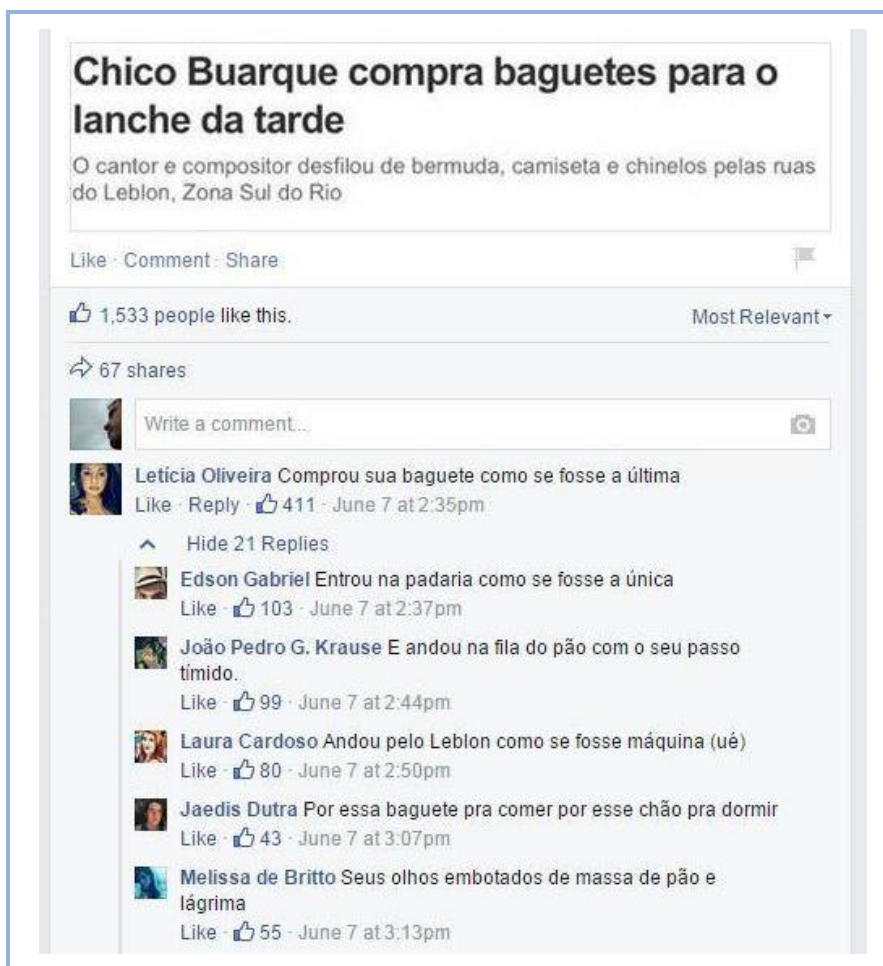 Chico Buarque compra baguetes para o
lanche da tarde
O cantor e compositor desfilou de bermuda, camiseta e chinelos pelas ruas
do Leblon, Zona Sul do Rio
Like · Comment · Share
1,533 people like this.
Most Relevant
67 shares
Write a comment...
Letícia Oliveira Comprou sua baguete como se fosse a última
Like · Reply · 411 · June 7 at 2:35pm
Hide 21 Replies
Edson Gabriel Entrou na padaria como se fosse a única
Like · 103 · June 7 at 2:37pm
João Pedro G. Krause E andou na fila do pão com o seu passo
tímido.
Like · 99 · June 7 at 2:44pm
Laura Cardoso Andou pelo Leblon como se fosse máquina (ué)
Like · 80 · June 7 at 2:50pm
Jaedis Dutra Por essa baguete pra comer por esse chão pra dormir
Like · 43 · June 7 at 3:07pm
Melissa de Britto Seus olhos embotados de massa de pão e
lágrima
Like · 55 · June 7 at 3:13pm